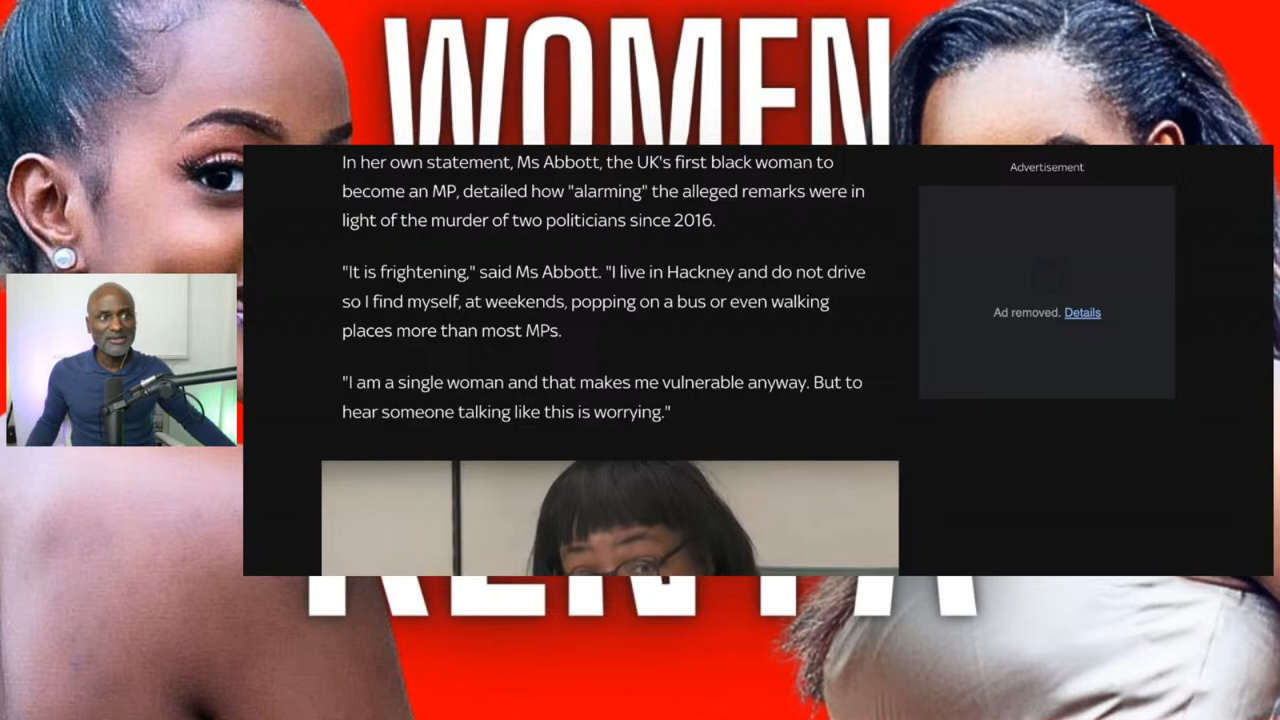 WOMEN
In her own statement, Ms Abbott, the UK's first black woman to
become an MP, detailed how "alarming" the alleged remarks were in
light of the murder of two politicians since 2016.
"It is frightening," said Ms Abbott. "I live in Hackney and do not drive
so I find myself, at weekends, popping on a bus or even walking
places more than most MPs.
"I am a single woman and that makes me vulnerable anyway. But to
hear someone talking like this is worrying."
Advertisement
Ad removed. Details
KENYA